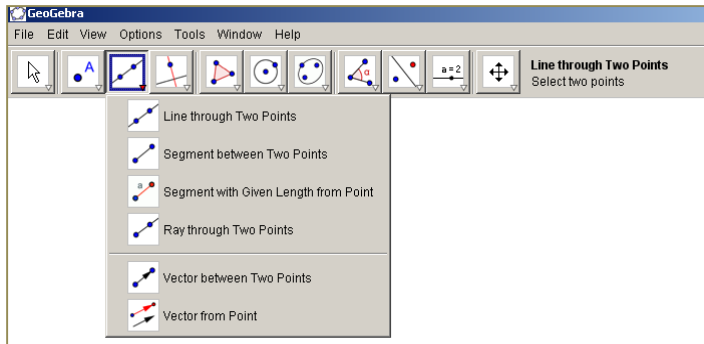 GeoGebra
File Edit View Options Tools Window Help
A
α
a = 2
Line through Two Points
Select two points
Line through Two Points
Segment between Two Points
a
Segment with Given Length from Point
Ray through Two Points
Vector between Two Points
Vector from Point